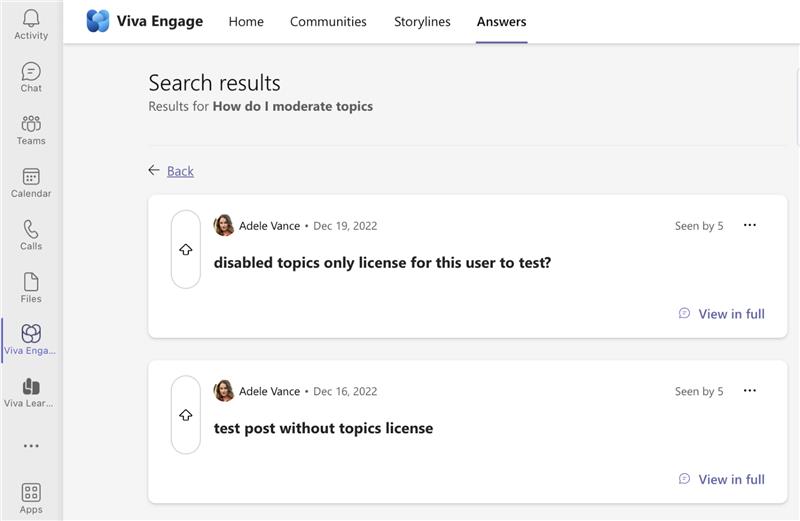 Activity
Chat
Teams
Calendar
Calls
Files
Viva Enga...
Viva Lear...
Apps
Viva Engage Home Communities Storylines Answers
Search results
Results for How do I moderate topics
Back
Adele Vance • Dec 19, 2022 Seen by 5
disabled topics only license for this user to test?
View in full
Adele Vance • Dec 16, 2022 Seen by 5
test post without topics license
View in full